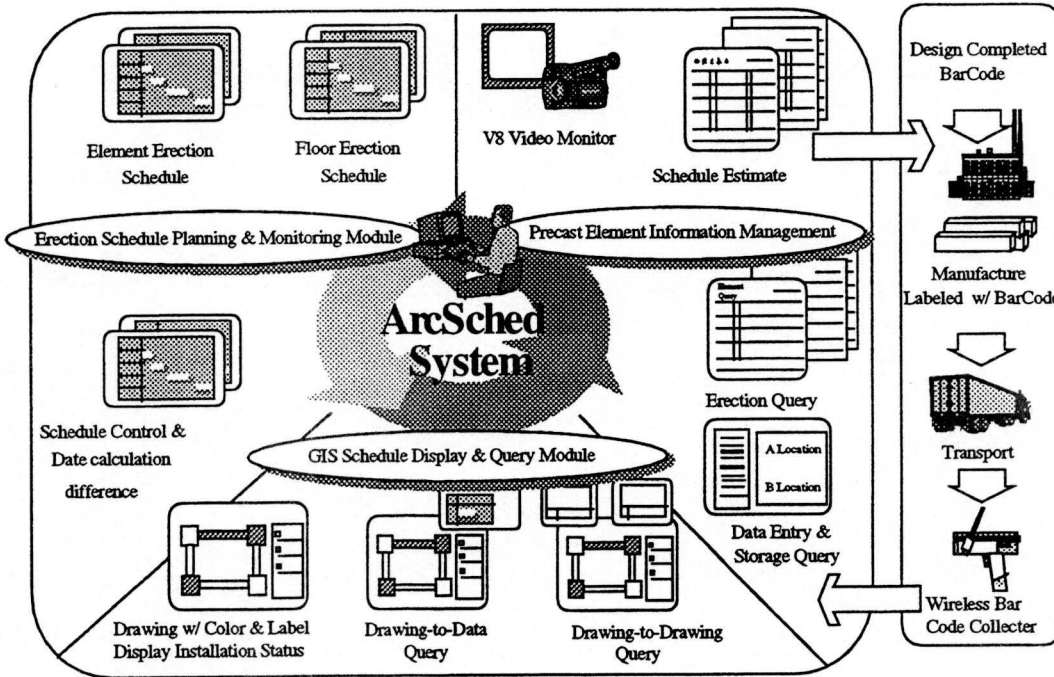 Element Erection
Schedule
Floor Erection
Schedule
V8 Video Monitor
Schedule Estimate
Erection Schedule Planning & Monitoring Module
Precast Element Information Management
ArcSched
System
Schedule Control &
Date calculation
difference
Element
Query
Erection Query
A Location
B Location
Data Entry &
Storage Query
GIS Schedule Display & Query Module
Drawing w/ Color & Label
Display Installation Status
Drawing-to-Data
Query
Drawing-to-Drawing
Query
Design Completed
BarCode
Manufacture
Labeled w/ BarCode
Transport
Wireless Bar
Code Collecter